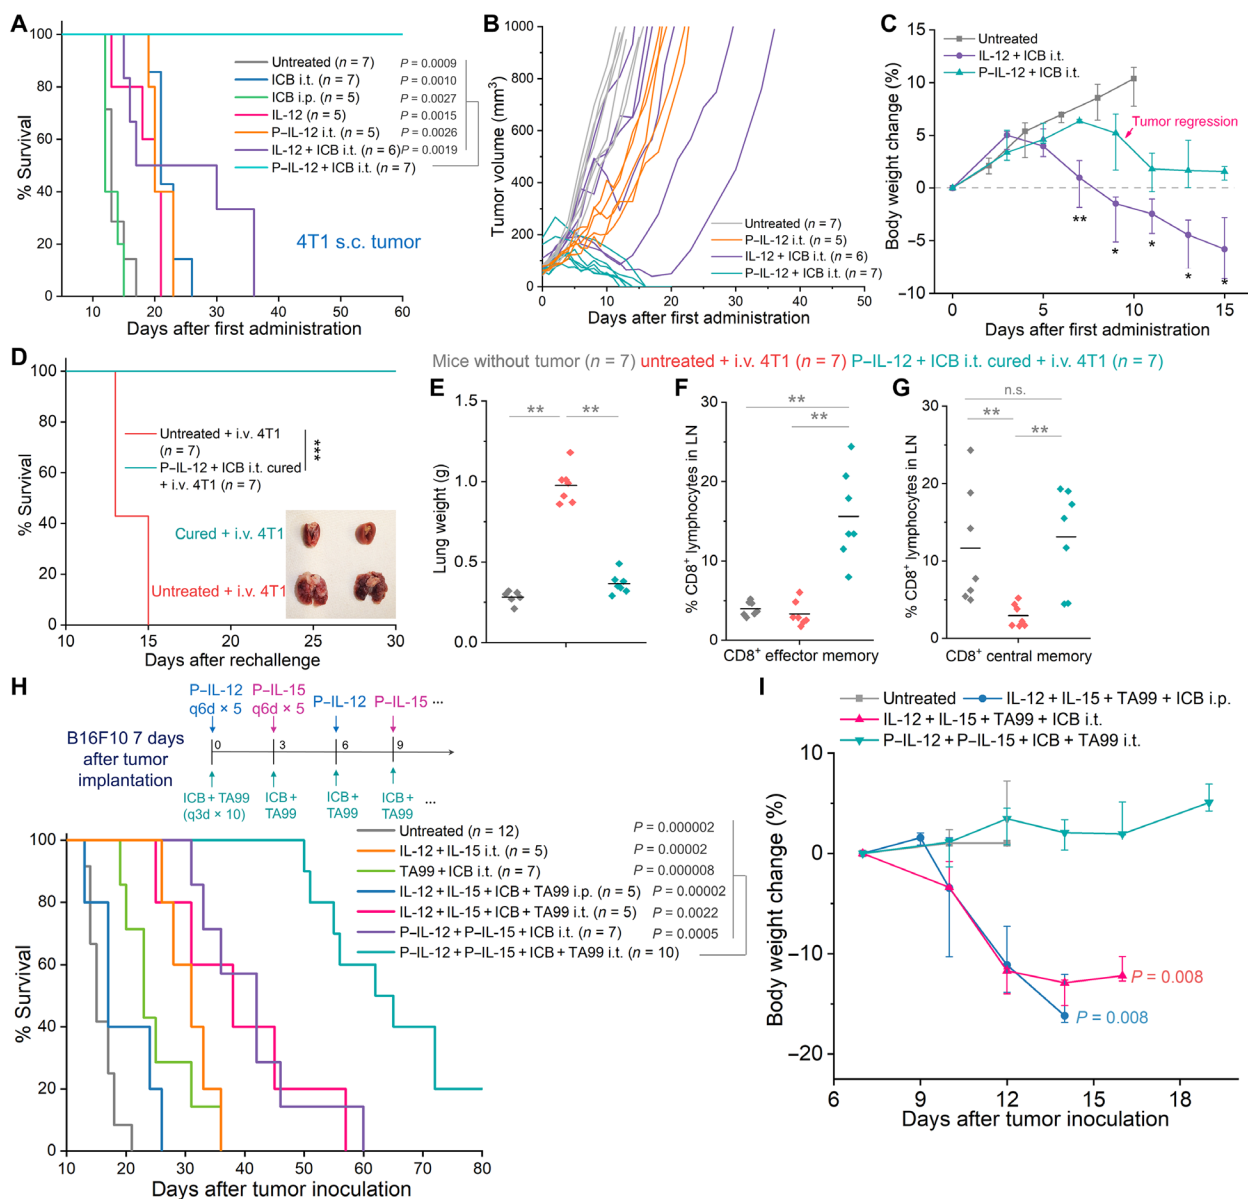 A
100
80
60
40
20
0
% Survival
10
20
30
40
50
60
Days after first administration
Untreated (n = 7)
ICB i.t. (n = 7)
ICB i.p. (n = 5)
IL-12 (n = 5)
P–IL-12 i.t. (n = 5)
IL-12 + ICB i.t. (n = 6)
P–IL-12 + ICB i.t. (n = 7)
P = 0.0009
P = 0.0010
P = 0.0027
P = 0.0015
P = 0.0026
P = 0.0019
4T1 s.c. tumor
B
1000
800
600
400
200
0
Tumor volume (mm³)
0
10
20
30
40
50
Days after first administration
Untreated (n = 7)
P–IL-12 i.t. (n = 5)
IL-12 + ICB i.t. (n = 6)
P–IL-12 + ICB i.t. (n = 7)
C
15
10
5
0
−5
−10
Body weight change (%)
0
5
10
15
Days after first administration
Untreated
IL-12 + ICB i.t.
P–IL-12 + ICB i.t.
Tumor regression
**
*
*
*
*
D
100
80
60
40
20
0
% Survival
10
15
20
25
30
Days after rechallenge
Untreated + i.v. 4T1
(n = 7)
P–IL-12 + ICB i.t. cured
+ i.v. 4T1 (n = 7)
***
Cured + i.v. 4T1
Untreated + i.v. 4T1
Mice without tumor (n = 7) untreated + i.v. 4T1 (n = 7) P–IL-12 + ICB i.t. cured + i.v. 4T1 (n = 7)
E
1.5
1.0
0.5
0.0
Lung weight (g)
**
**
F
30
20
10
0
% CD8⁺ lymphocytes in LN
**
**
CD8⁺ effector memory
G
30
20
10
0
% CD8⁺ lymphocytes in LN
n.s.
**
**
CD8⁺ central memory
H
P–IL-12
q6d × 5
P–IL-15
q6d × 5
P–IL-12
P–IL-15 ...
B16F10 7 days
after tumor
implantation
0
3
6
9
ICB + TA99
(q3d × 10)
ICB +
TA99
ICB +
TA99
ICB +
TA99
...
100
80
60
40
20
0
% Survival
10
20
30
40
50
60
70
80
Days after tumor inoculation
Untreated (n = 12)
IL-12 + IL-15 i.t. (n = 5)
TA99 + ICB i.t. (n = 7)
IL-12 + IL-15 + ICB + TA99 i.p. (n = 5)
IL-12 + IL-15 + ICB + TA99 i.t. (n = 5)
P–IL-12 + P–IL-15 + ICB i.t. (n = 7)
P–IL-12 + P–IL-15 + ICB + TA99 i.t. (n = 10)
P = 0.000002
P = 0.00002
P = 0.000008
P = 0.00002
P = 0.0022
P = 0.0005
I
Untreated
IL-12 + IL-15 + TA99 + ICB i.p.
IL-12 + IL-15 + TA99 + ICB i.t.
P–IL-12 + P–IL-15 + ICB + TA99 i.t.
10
0
−10
−20
Body weight change (%)
6
9
12
15
18
Days after tumor inoculation
P = 0.008
P = 0.008